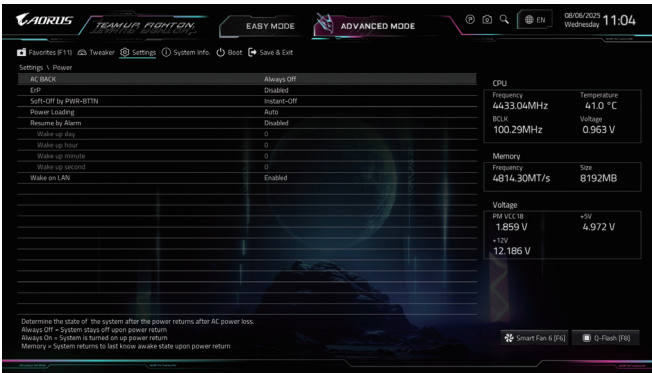 AORUS
TEAM UP. FIGHT ON.
EASY MODE
ADVANCED MODE
EN
08/06/2025
Wednesday
11:04
Favorites (F11)
Tweaker
Settings
System Info.
Boot
Save & Exit
Settings \ Power
AC BACK Always Off
ErP Disabled
Soft-Off by PWR-BTTN Instant-Off
Power Loading Auto
Resume by Alarm Disabled
Wake up day 0
Wake up hour 0
Wake up minute 0
Wake up second 0
Wake on LAN Enabled
CPU
Frequency Temperature
4433.04MHz 41.0 °C
BCLK Voltage
100.29MHz 0.963 V
Memory
Frequency Size
4814.30MT/s 8192MB
Voltage
PM VCC18 +5V
1.859 V 4.972 V
+12V
12.186 V
Determine the state of the system after the power returns after AC power loss.
Always Off = System stays off upon power return
Always On = System is turned on up power return
Memory = System returns to last know awake state upon power return
Smart Fan 6 [F6]
Q-Flash [F8]